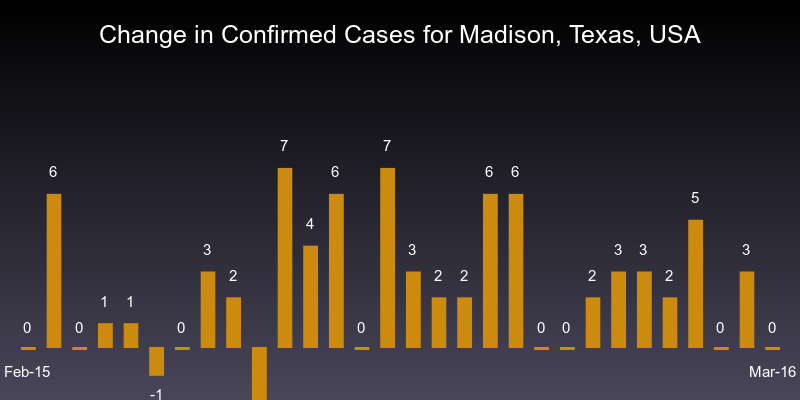 Change in Confirmed Cases for Madison, Texas, USA
7 7
6 6 6 6
5
4
3 3 3 3 3
2 2 2 2 2
1 1
0 0 0 0 0 0 0 0
Feb-15 Mar-16
-1